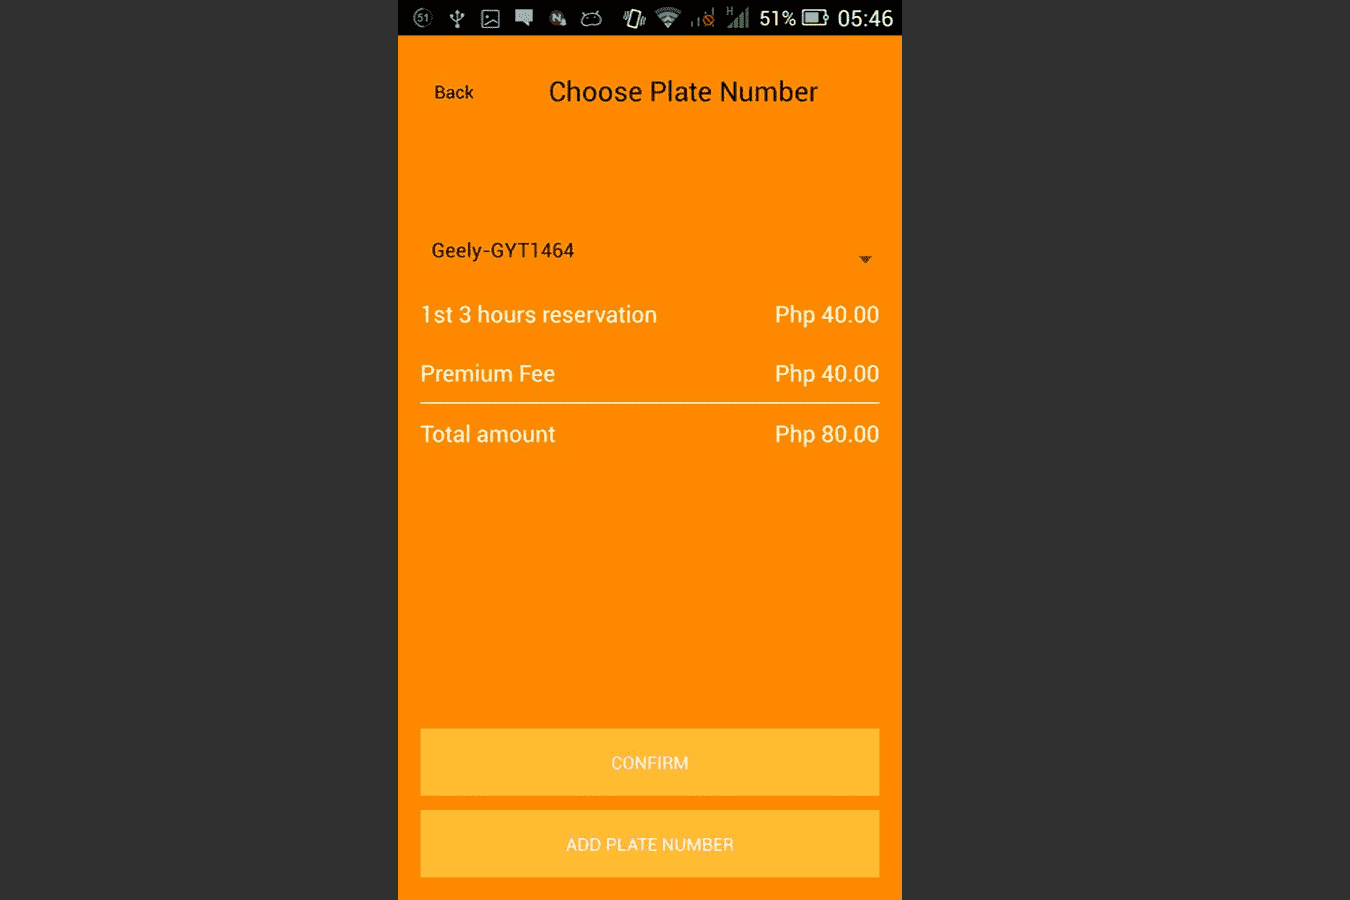 51 H 51% 05:46
Back Choose Plate Number
Geely-GYT1464
1st 3 hours reservation Php 40.00
Premium Fee Php 40.00
Total amount Php 80.00
CONFIRM
ADD PLATE NUMBER